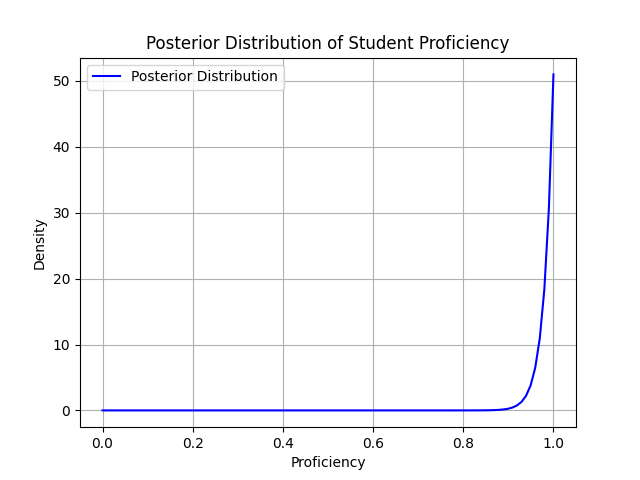 Posterior Distribution of Student Proficiency
Posterior Distribution
50
40
30
20
10
0
Density
0.0 0.2 0.4 0.6 0.8 1.0
Proficiency